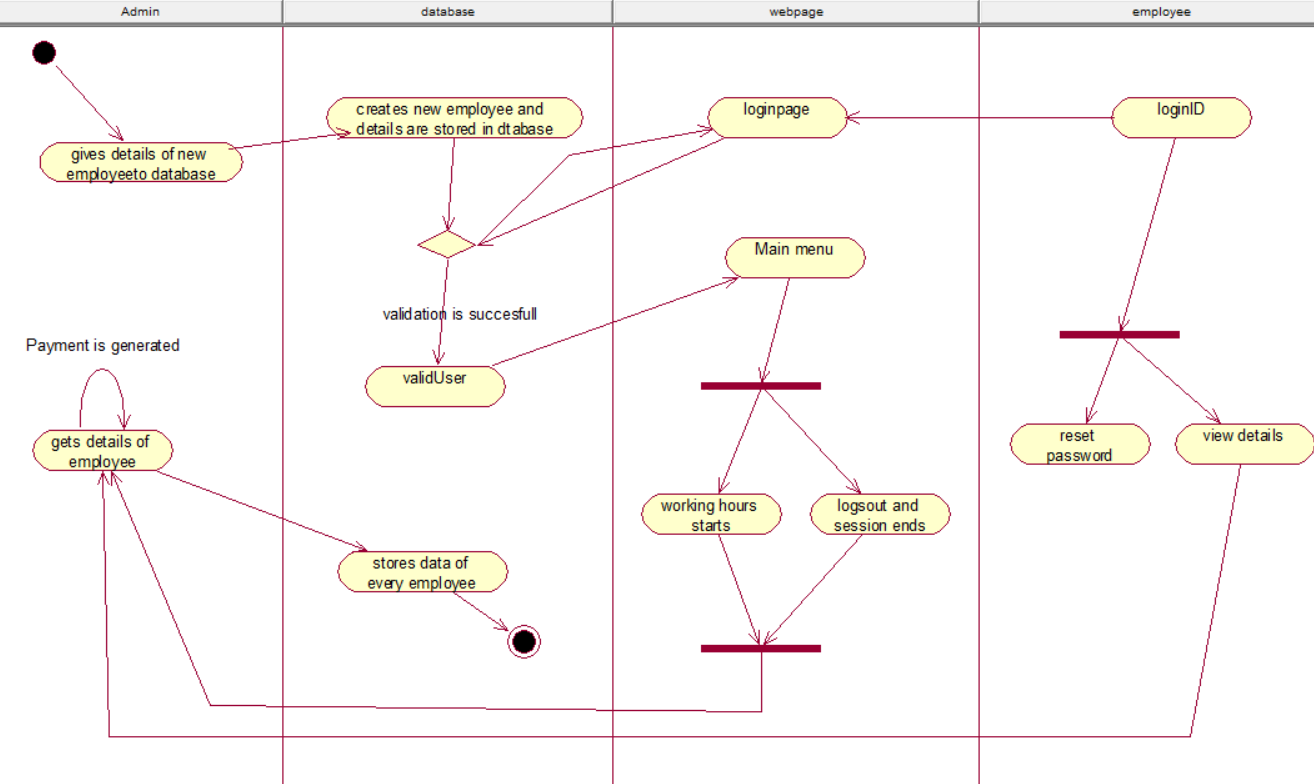 Admin
database
webpage
employee
creates new employee and
details are stored in dtabase
loginpage
loginID
gives details of new
employeeto database
Main menu
validation is succesfull
Payment is generated
validUser
gets details of
employee
reset
password
view details
working hours
starts
logsout and
session ends
stores data of
every employee